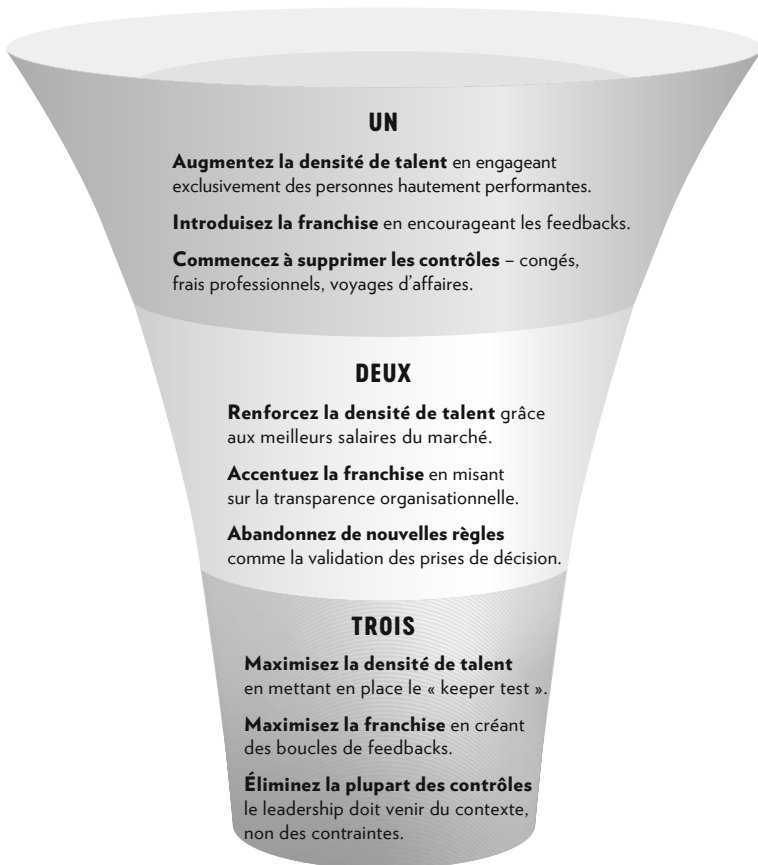 UN
Augmentez la densité de talent en engageant
exclusivement des personnes hautement performantes.
Introduisez la franchise en encourageant les feedbacks.
Commencez à supprimer les contrôles – congés,
frais professionnels, voyages d'affaires.
DEUX
Renforcez la densité de talent grâce
aux meilleurs salaires du marché.
Accentuez la franchise en misant
sur la transparence organisationnelle.
Abandonnez de nouvelles règles
comme la validation des prises de décision.
TROIS
Maximisez la densité de talent
en mettant en place le « keeper test ».
Maximisez la franchise en créant
des boucles de feedbacks.
Éliminez la plupart des contrôles
le leadership doit venir du contexte,
non des contraintes.